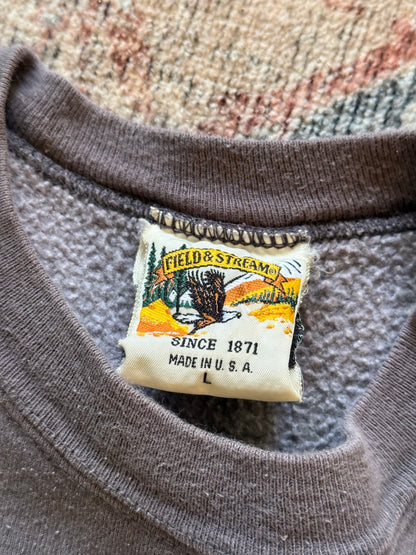 FIELD & STREAM®
SINCE 1871
MADE IN U. S. A.
L